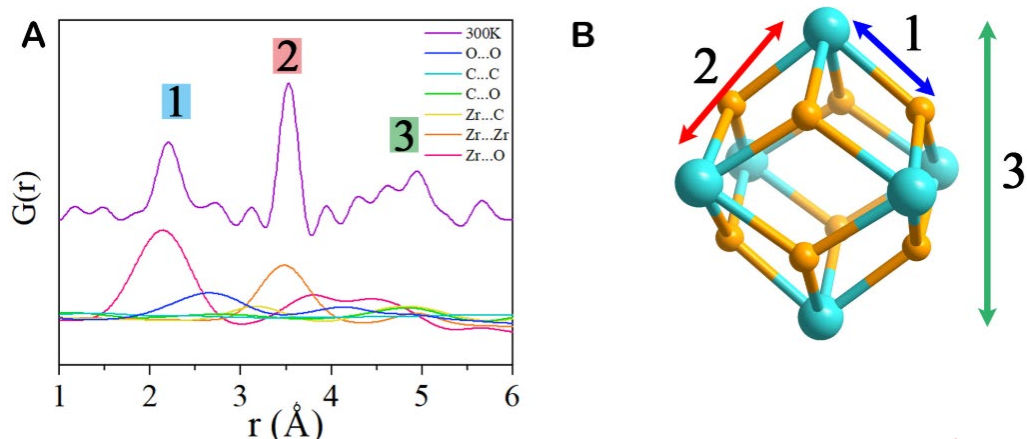 A
1
2
3
300K
O...O
C...C
C...O
Zr...C
Zr...Zr
Zr...O
G(r)
1 2 3 4 5 6
r (Å)
B
2
1
3